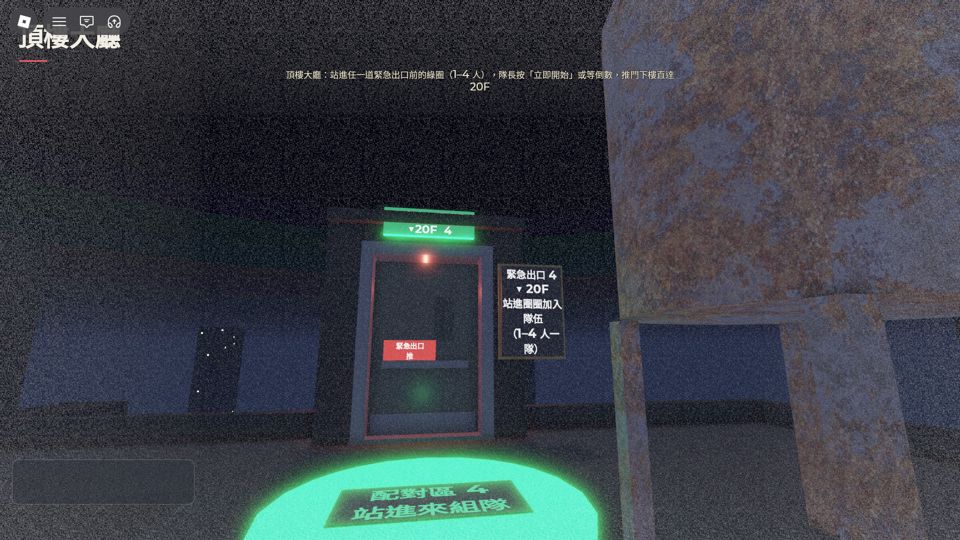 頂樓大廳
頂樓大廳：站進任一道緊急出口前的綠圈（1–4 人），隊長按「立即開始」或等倒數，推門下樓直達
20F
▼20F 4
緊急出口 4
▼ 20F
站進圈圈加入
隊伍
（1–4 人一
隊）
緊急出口
推
配對區 4
站進來組隊